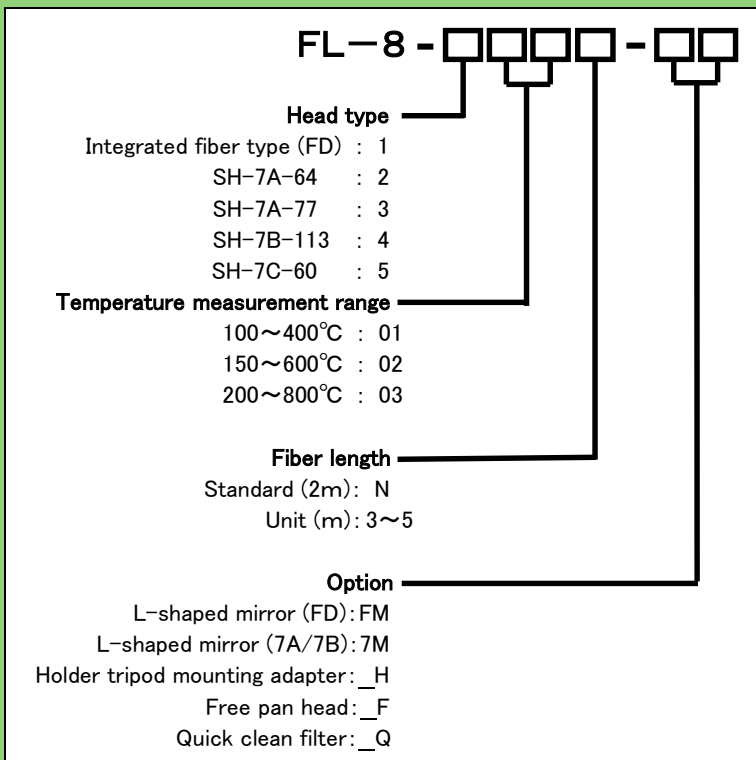 FL－8 - □□□□ - □□
Head type
Integrated fiber type (FD) : 1
SH-7A-64 : 2
SH-7A-77 : 3
SH-7B-113 : 4
SH-7C-60 : 5
Temperature measurement range
100～400℃ : 01
150～600℃ : 02
200～800℃ : 03
Fiber length
Standard (2m): N
Unit (m): 3～5
Option
L-shaped mirror (FD): FM
L-shaped mirror (7A/7B): 7M
Holder tripod mounting adapter: _H
Free pan head: _F
Quick clean filter: _Q